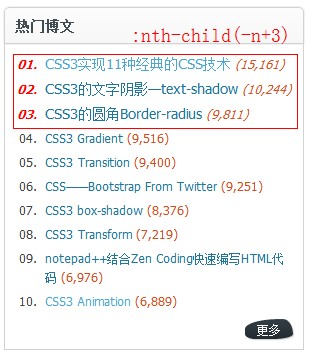 热门博文
:nth-child(-n+3)
01. CSS3实现11种经典的CSS技术 (15,161)
02. CSS3的文字阴影—text-shadow (10,244)
03. CSS3的圆角Border-radius (9,811)
04. CSS3 Gradient (9,516)
05. CSS3 Transition (9,400)
06. CSS——Bootstrap From Twitter (9,251)
07. CSS3 box-shadow (8,376)
08. CSS3 Transform (7,219)
09. notepad++结合Zen Coding快速编写HTML代
码 (6,976)
10. CSS3 Animation (6,889)
更多